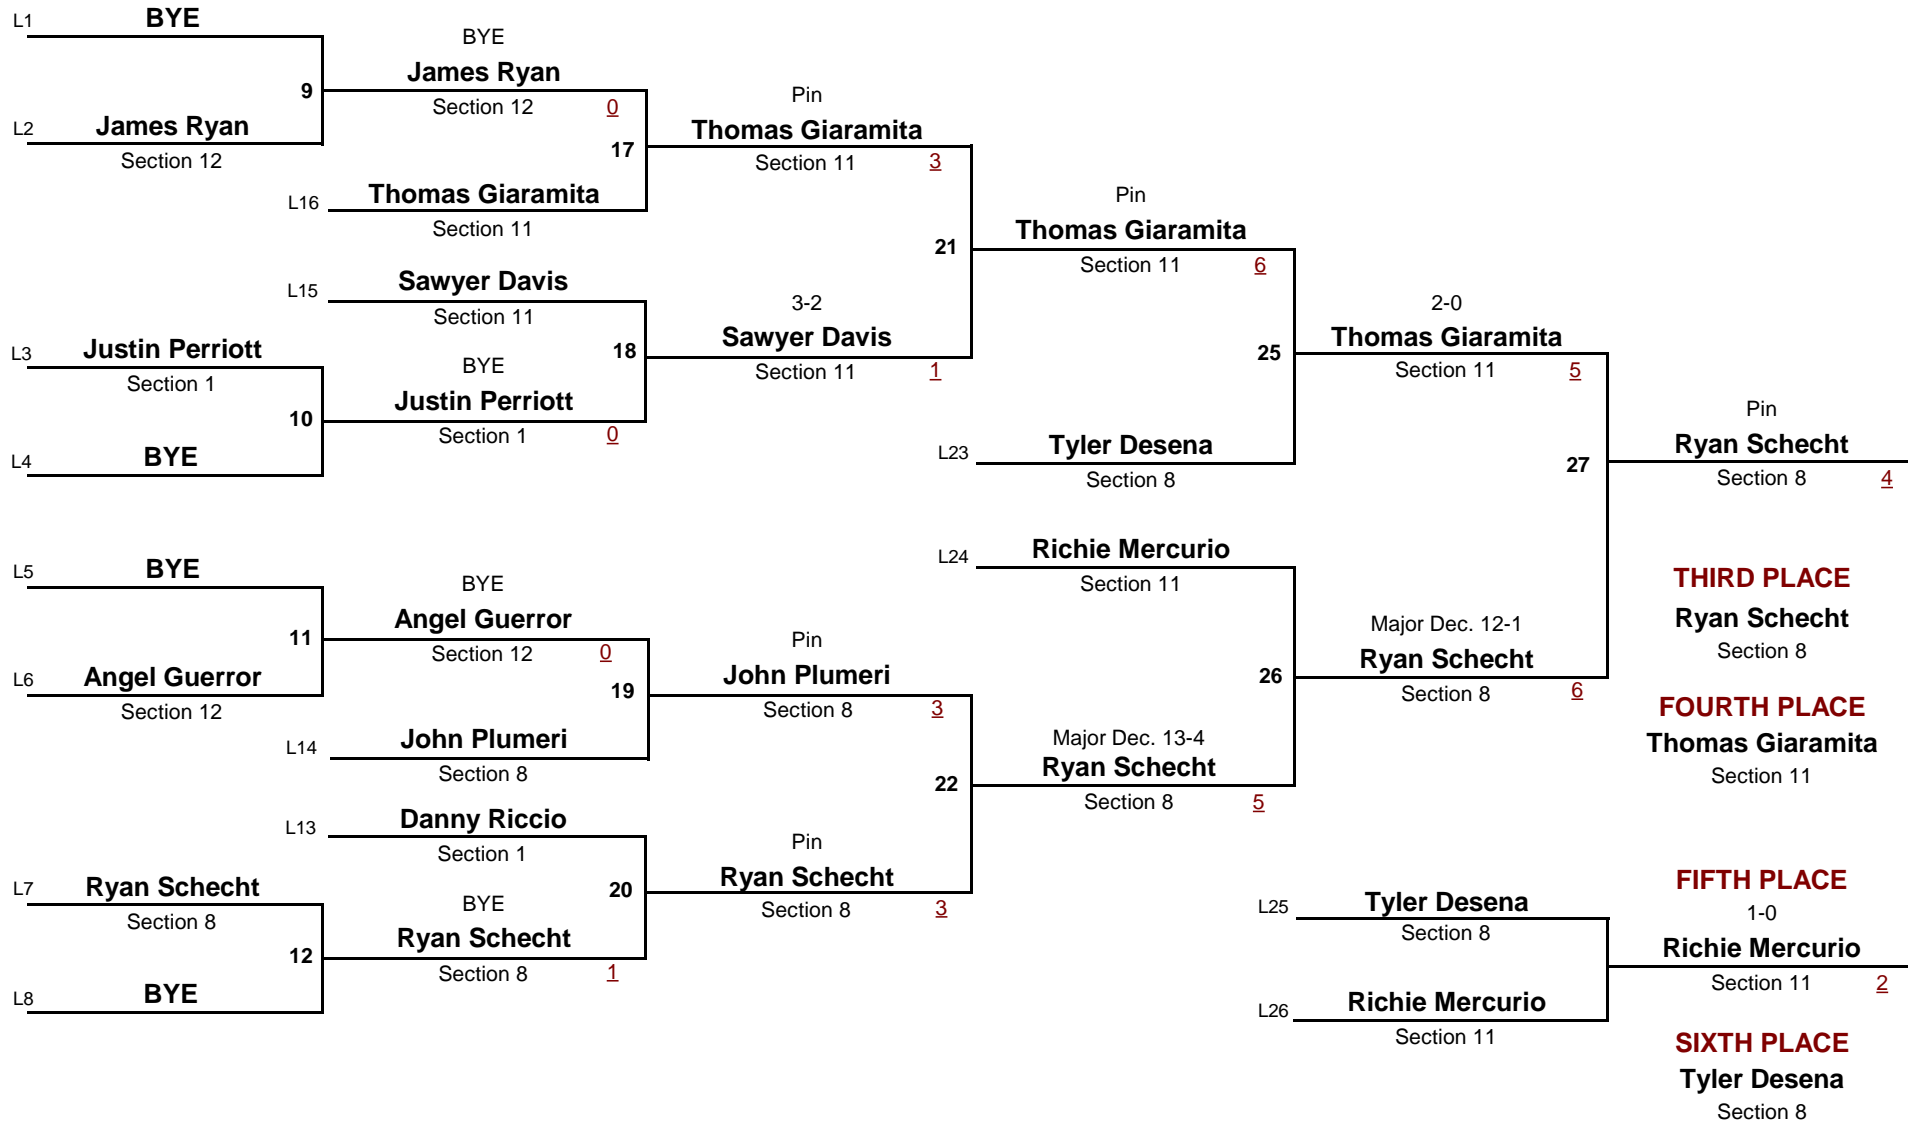 L1 BYE
9
L2 James Ryan
Section 12
BYE
James Ryan
Section 12 0
17
L16 Thomas Giaramita
Section 11
Pin
Thomas Giaramita
Section 11 3
L15 Sawyer Davis
Section 11
18
L3 Justin Perriott
Section 1
10
L4 BYE
BYE
Justin Perriott
Section 1 0
3-2
Sawyer Davis
Section 11 1
21
Pin
Thomas Giaramita
Section 11 6
25
L23 Tyler Desena
Section 8
2-0
Thomas Giaramita
Section 11 5
27
Pin
Ryan Schecht
Section 8 4
L5 BYE
11
L6 Angel Guerror
Section 12
BYE
Angel Guerror
Section 12 0
19
L14 John Plumeri
Section 8
Pin
John Plumeri
Section 8 3
L13 Danny Riccio
Section 1
20
L7 Ryan Schecht
Section 8
12
L8 BYE
BYE
Ryan Schecht
Section 8 1
Pin
Ryan Schecht
Section 8 3
22
L24 Richie Mercurio
Section 11
26
Major Dec. 13-4
Ryan Schecht
Section 8 5
Major Dec. 12-1
Ryan Schecht
Section 8 6
THIRD PLACE
Ryan Schecht
Section 8
FOURTH PLACE
Thomas Giaramita
Section 11
L25 Tyler Desena
Section 8
L26 Richie Mercurio
Section 11
FIFTH PLACE
1-0
Richie Mercurio
Section 11 2
SIXTH PLACE
Tyler Desena
Section 8